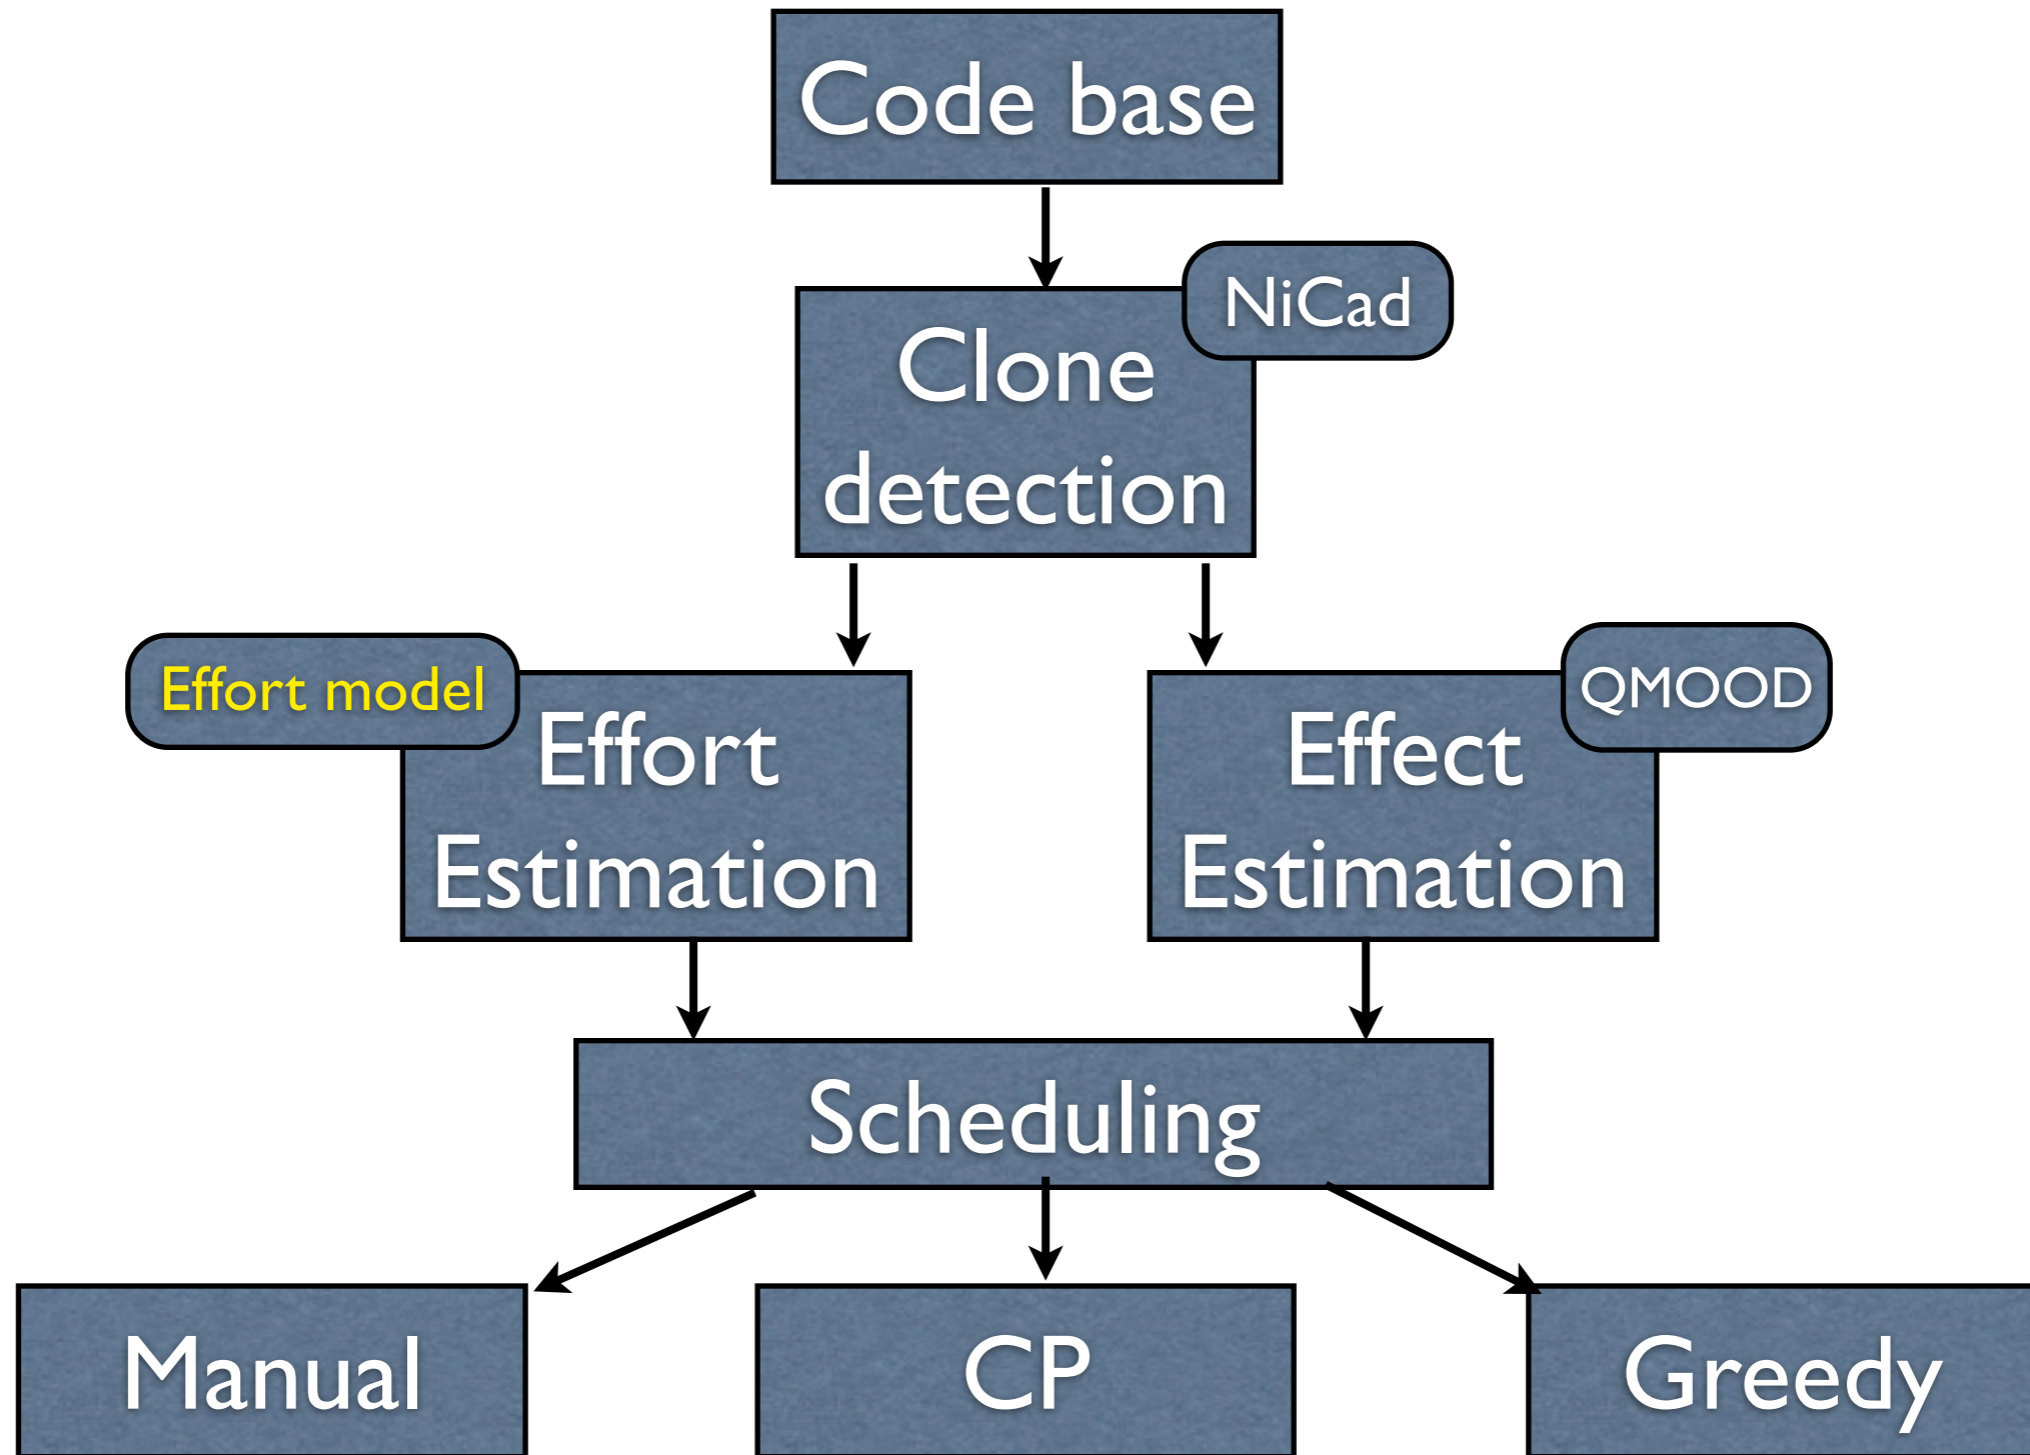 Code base
NiCad
Clone
detection
Effort model
Effort
Estimation
QMOOD
Effect
Estimation
Scheduling
Manual
CP
Greedy